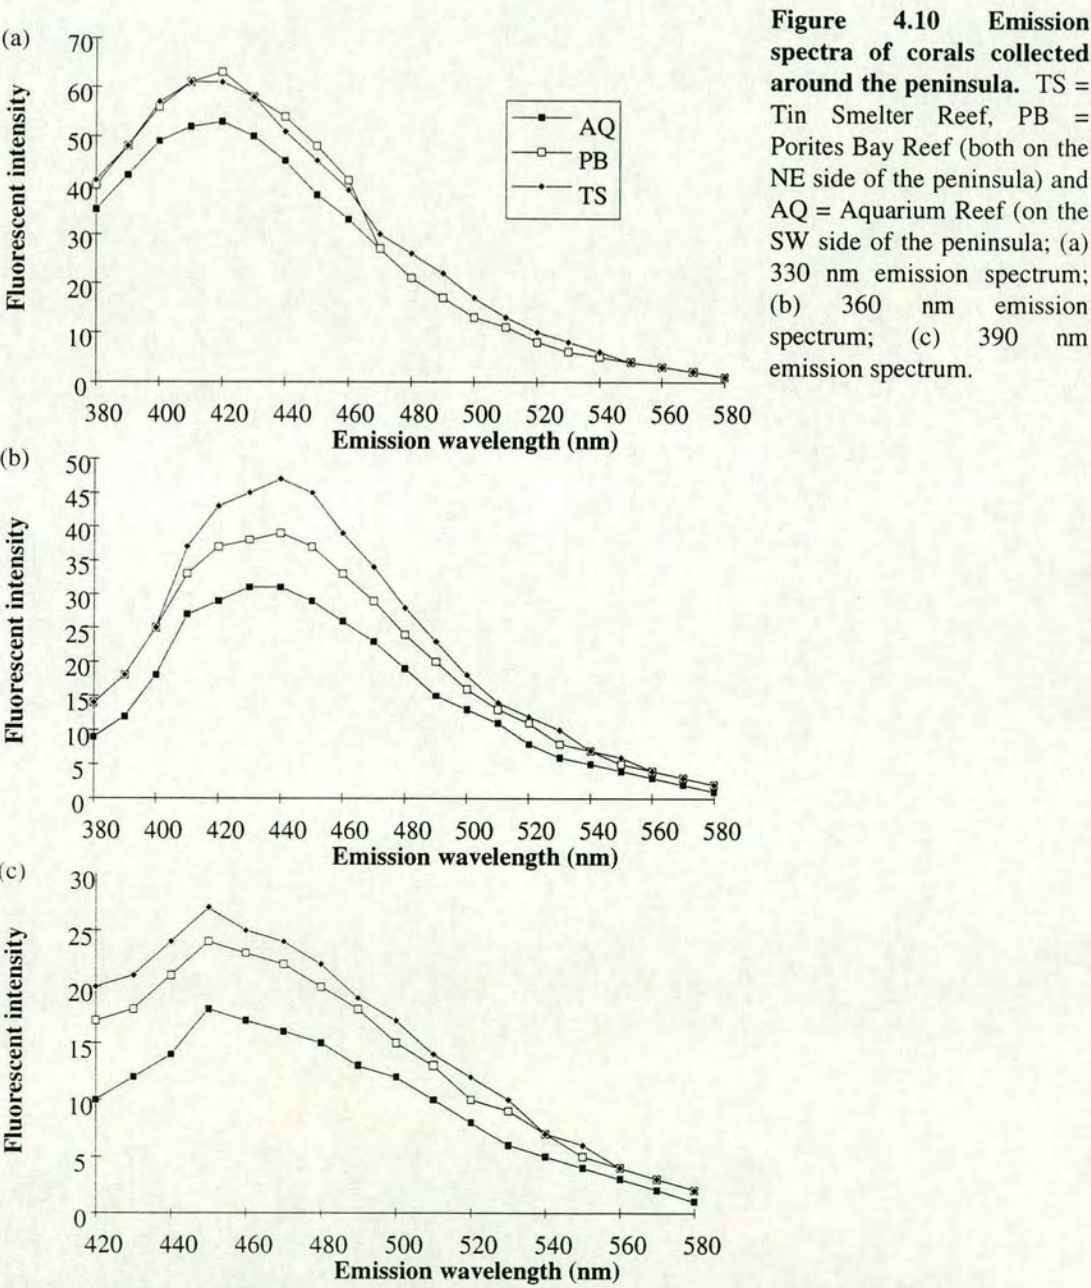 (a)
70
60
50
40
30
20
10
0
Fluorescent intensity
AQ
PB
TS
380 400 420 440 460 480 500 520 540 560 580
Emission wavelength (nm)
Figure 4.10 Emission
spectra of corals collected
around the peninsula. TS =
Tin Smelter Reef, PB =
Porites Bay Reef (both on the
NE side of the peninsula) and
AQ = Aquarium Reef (on the
SW side of the peninsula; (a)
330 nm emission spectrum;
(b) 360 nm emission
spectrum; (c) 390 nm
emission spectrum.
(b)
50
45
40
35
30
25
20
15
10
5
0
Fluorescent intensity
380 400 420 440 460 480 500 520 540 560 580
Emission wavelength (nm)
(c)
30
25
20
15
10
5
0
Fluorescent intensity
420 440 460 480 500 520 540 560 580
Emission wavelength (nm)